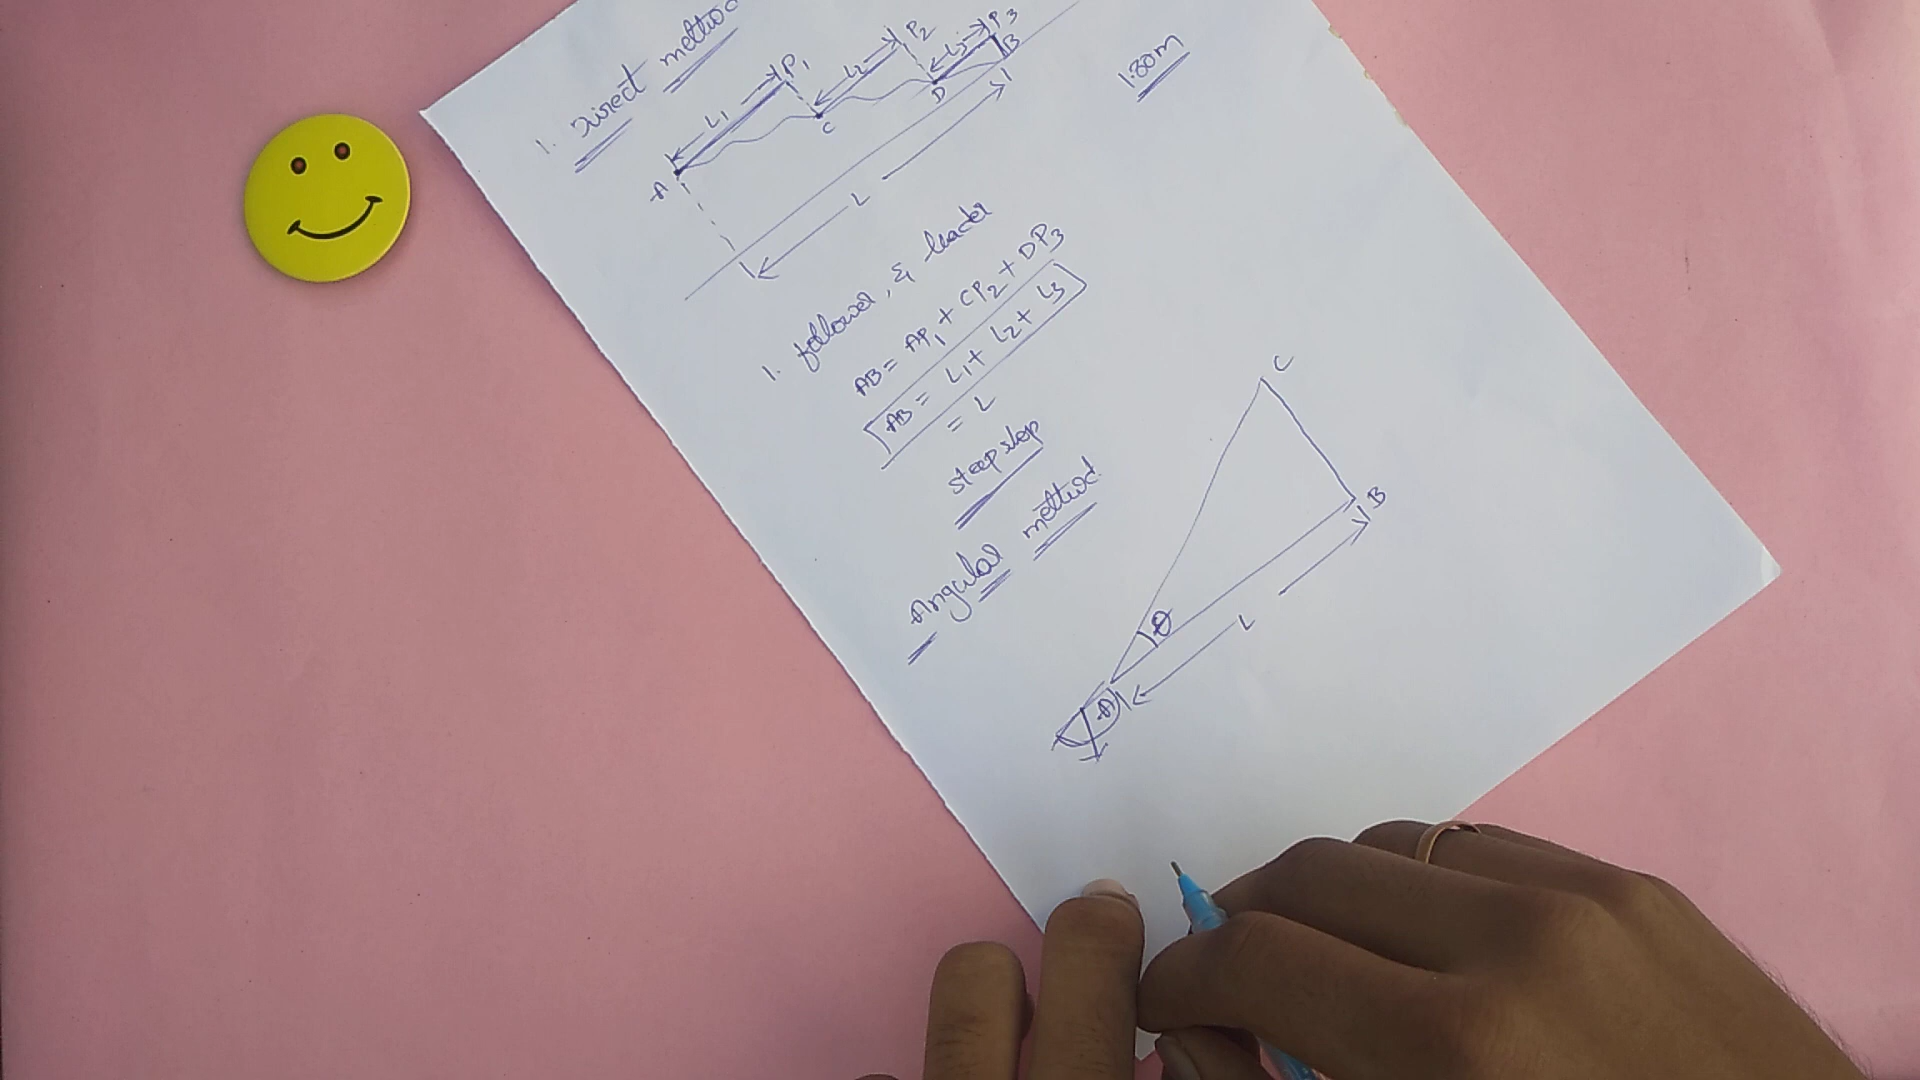 1. Direct method
L1 P1 L2 P2 L3 P3
A C D B
L
1.80m
1. follower, & leader
AB = AP1 + CP2 + DP3
AB = L1 + L2 + L3
= L
steep slop
Angular method
C
B
θ
L
A